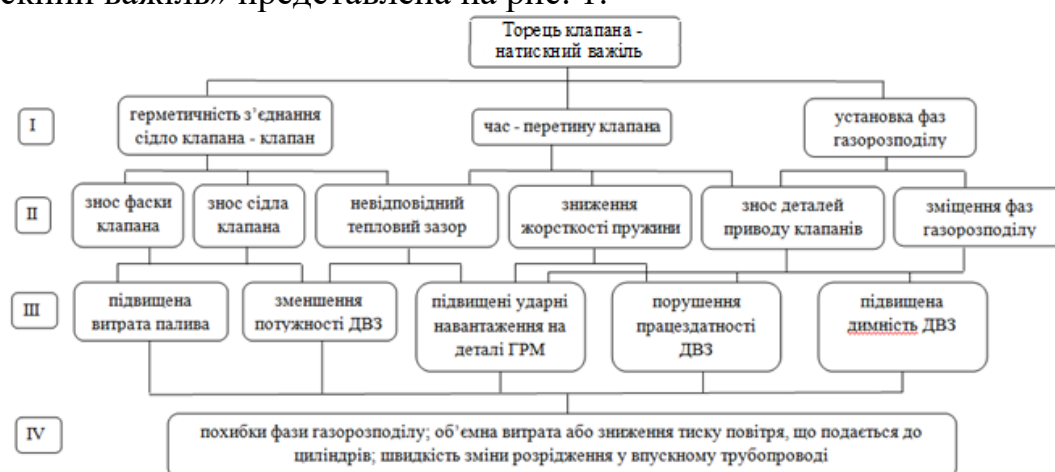 важіль» представлена на рис. 1.
Торець клапана -
натискний важіль
I
герметичність з’єднання
сідло клапана - клапан
час - перетину клапана
установка фаз
газорозподілу
II
знос фаски
клапана
знос сідла
клапана
невідповідний
тепловий зазор
зниження
жорсткості пружини
знос деталей
приводу клапанів
зміщення фаз
газорозподілу
III
підвищена
витрата палива
зменшення
потужності ДВЗ
підвищені ударні
навантаження на
деталі ГРМ
порушення
працездатності
ДВЗ
підвищена
димність ДВЗ
IV
похибки фази газорозподілу; об’ємна витрата або зниження тиску повітря, що подається до
циліндрів; швидкість зміни розрідження у впускному трубопроводі